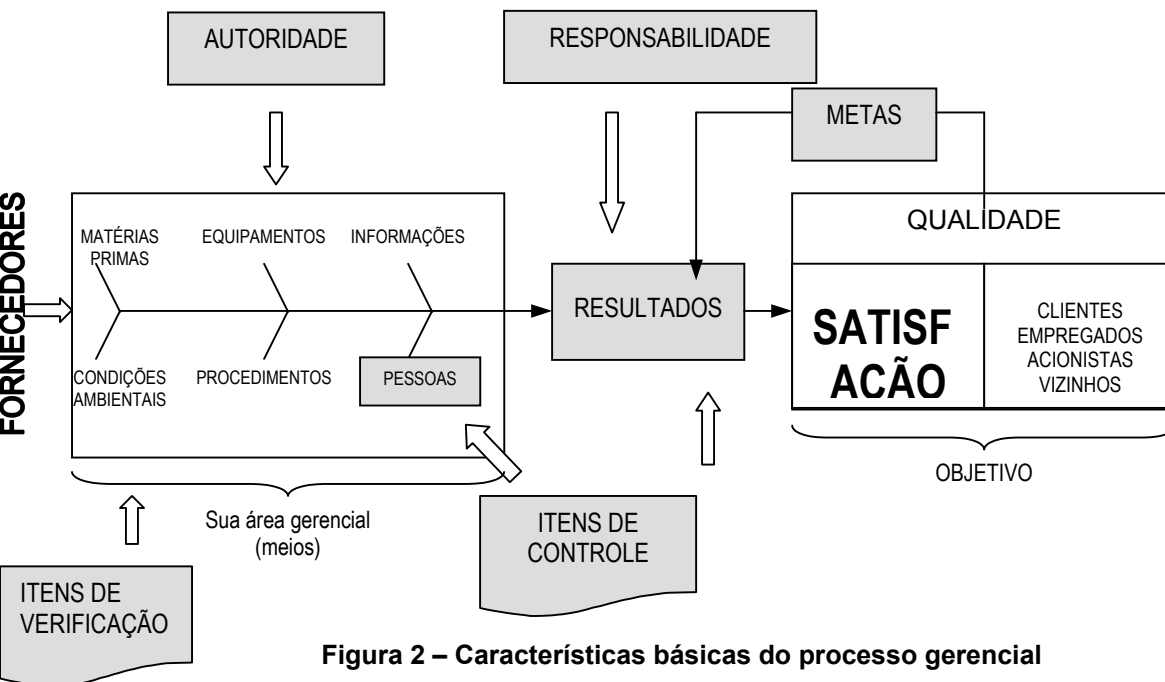 AUTORIDADE
RESPONSABILIDADE
METAS
FORNECEDORES
MATÉRIAS
PRIMAS
EQUIPAMENTOS
INFORMAÇÕES
CONDIÇÕES
AMBIENTAIS
PROCEDIMENTOS
PESSOAS
RESULTADOS
QUALIDADE
SATISF
AÇÃO
CLIENTES
EMPREGADOS
ACIONISTAS
VIZINHOS
OBJETIVO
Sua área gerencial
(meios)
ITENS DE
CONTROLE
ITENS DE
VERIFICAÇÃO
Figura 2 – Características básicas do processo gerencial